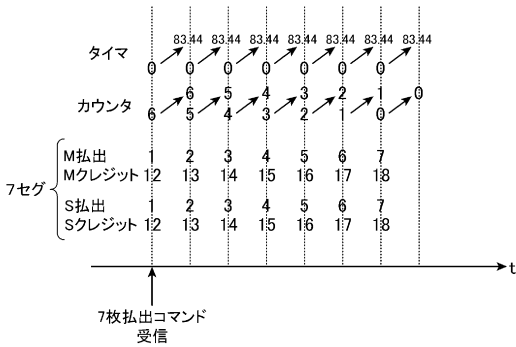 83.44 83.44 83.44 83.44 83.44 83.44 83.44
タイマ
0 0 0 0 0 0 0
6 5 4 3 2 1 0
カウンタ
6 5 4 3 2 1 0
M払出 1 2 3 4 5 6 7
Mクレジット 12 13 14 15 16 17 18
7セグ
S払出 1 2 3 4 5 6 7
Sクレジット 12 13 14 15 16 17 18
t
7枚払出コマンド
受信